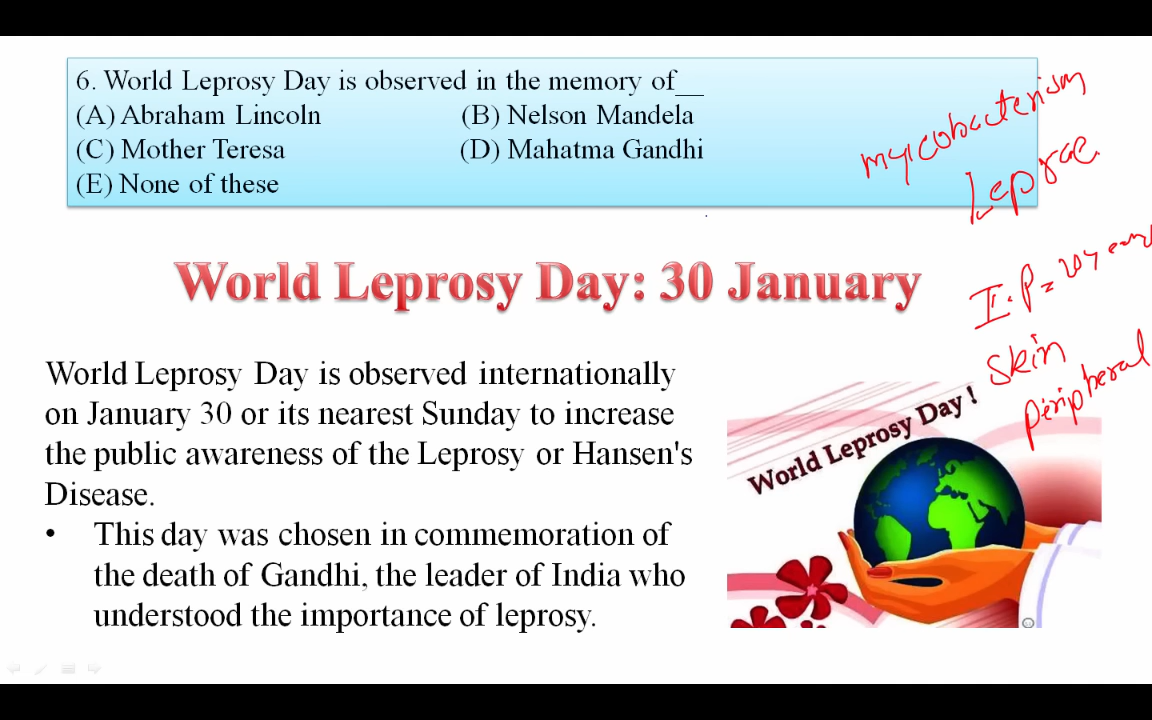 6. World Leprosy Day is observed in the memory of__
(A) Abraham Lincoln (B) Nelson Mandela
(C) Mother Teresa (D) Mahatma Gandhi
(E) None of these
mycobacterism
Leprae
World Leprosy Day: 30 January
I.P= 20 years
Skin
peripheral
World Leprosy Day is observed internationally
on January 30 or its nearest Sunday to increase
the public awareness of the Leprosy or Hansen's
Disease.
• This day was chosen in commemoration of
the death of Gandhi, the leader of India who
understood the importance of leprosy.
World Leprosy Day !